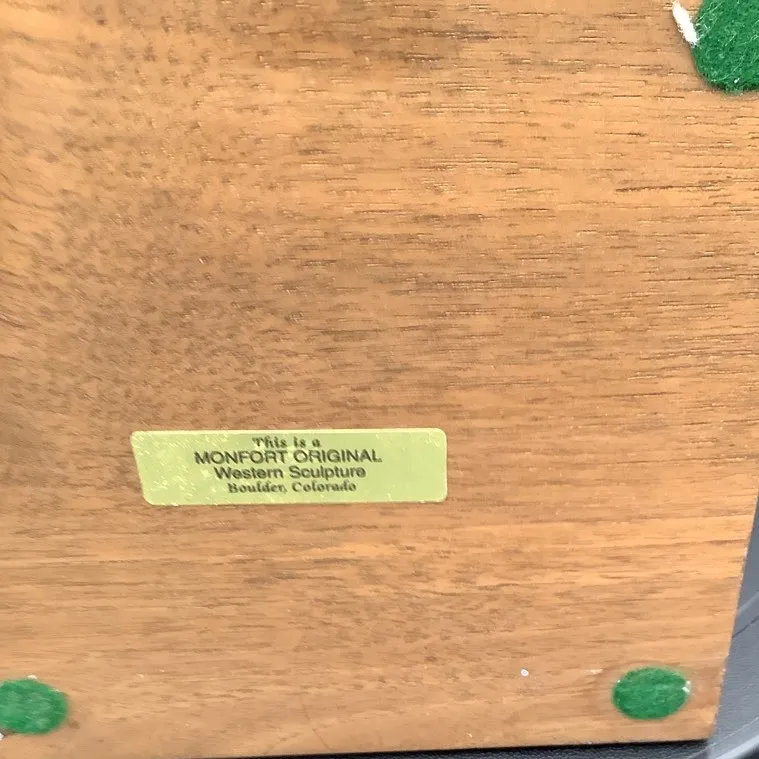 This is a
MONFORT ORIGINAL
Western Sculpture
Boulder, Colorado